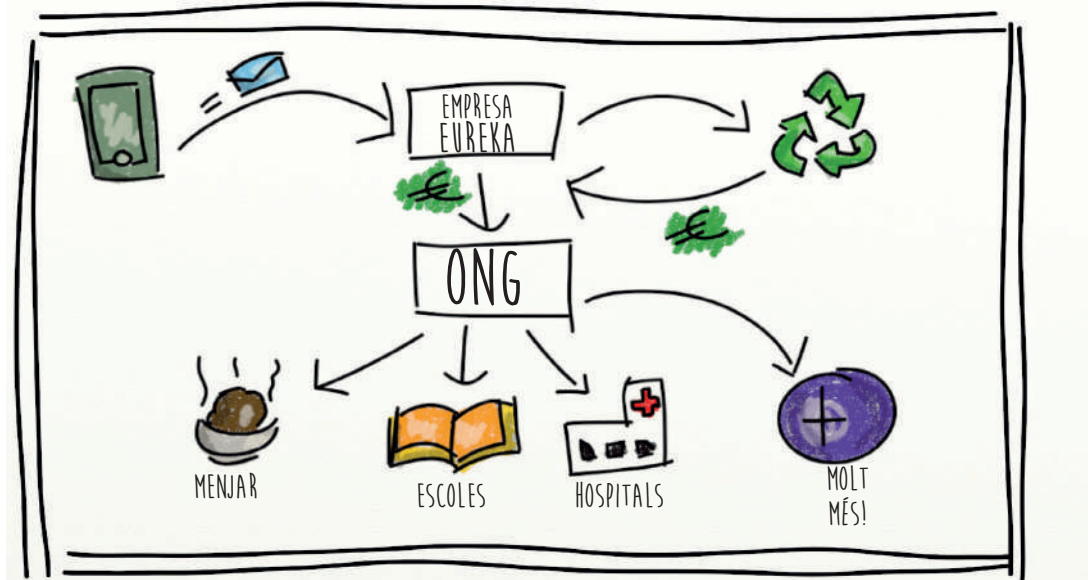 EMPRESA
EUREKA
€
€
ONG
MENJAR
ESCOLES
HOSPITALS
MOLT
MÉS!